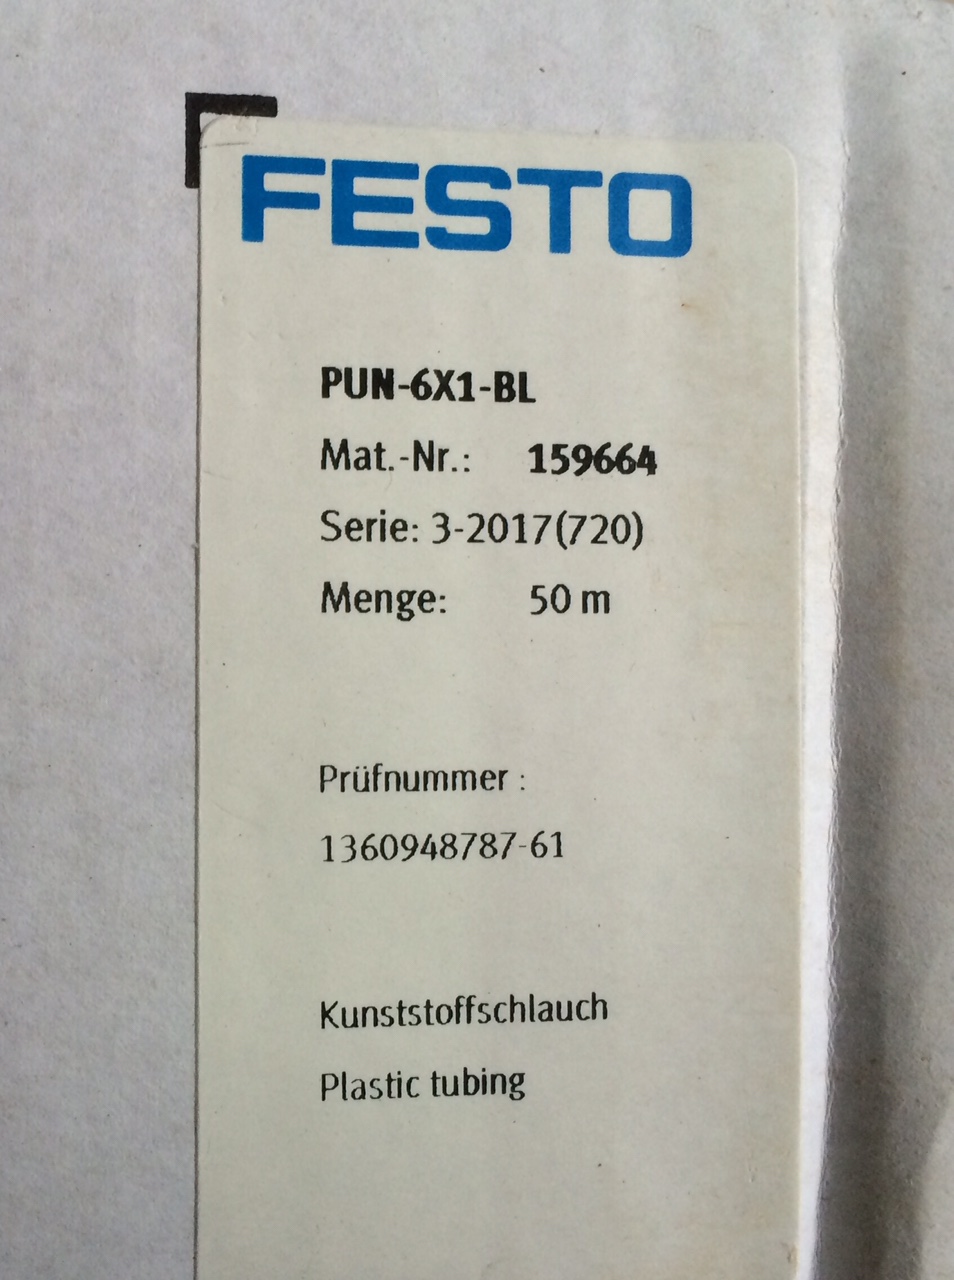 FESTO
PUN-6X1-BL
Mat.-Nr.: 159664
Serie: 3-2017(720)
Menge: 50 m
Prüfnummer :
1360948787-61
Kunststoffschlauch
Plastic tubing